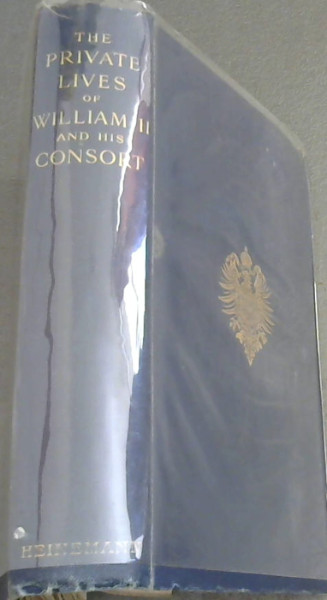 THE
PRIVATE
LIVES
OF
WILLIAM II
AND HIS
CONSORT
HEINEMANN